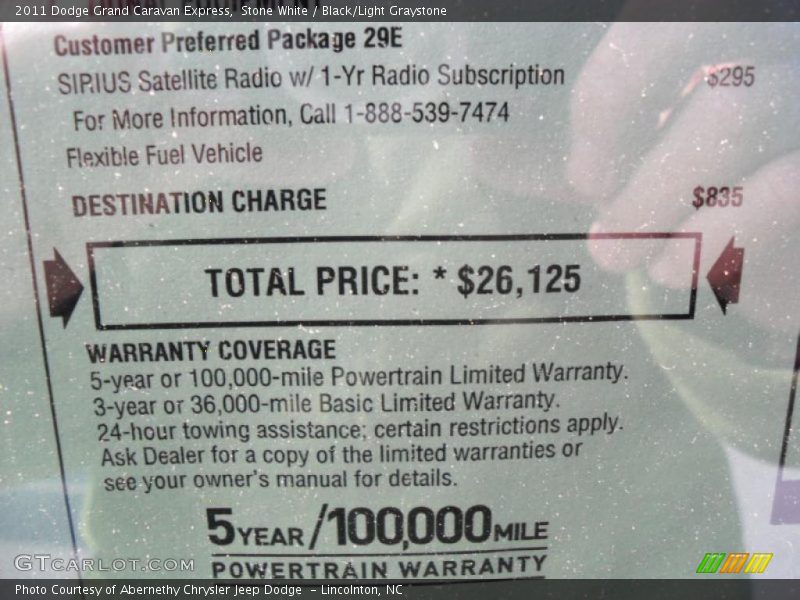 2011 Dodge Grand Caravan Express,  Stone White / Black/Light Graystone
Customer Preferred Package 29E
SIRIUS Satellite Radio w/ 1-Yr Radio Subscription $295
For More Information, Call 1-888-539-7474
Flexible Fuel Vehicle
DESTINATION CHARGE $835
TOTAL PRICE: * $26,125
WARRANTY COVERAGE
5-year or 100,000-mile Powertrain Limited Warranty.
3-year or 36,000-mile Basic Limited Warranty.
24-hour towing assistance; certain restrictions apply.
Ask Dealer for a copy of the limited warranties or
see your owner's manual for details.
5 YEAR/100,000 MILE
POWERTRAIN WARRANTY
GTCARLOT.COM
Photo Courtesy of Abernethy Chrysler Jeep Dodge  – Lincolnton, NC